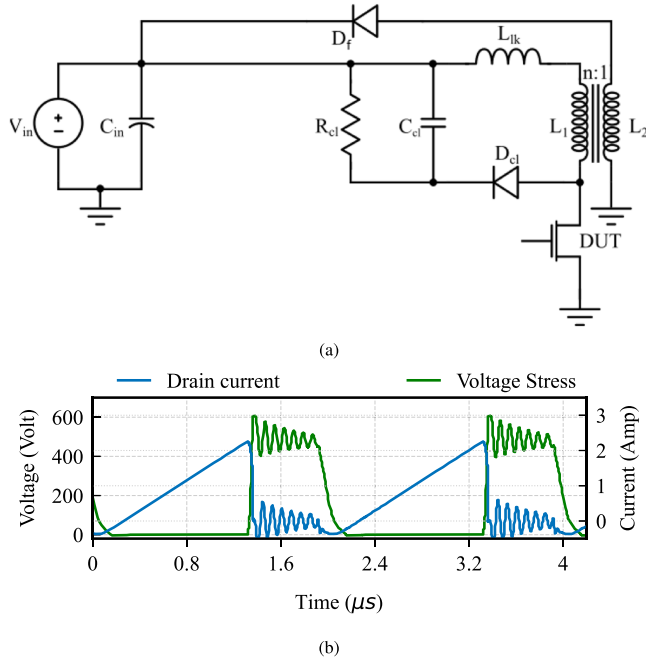 D_f
L_lk
n:1
V_in
+
−
C_in
R_cl
C_cl
L_1
L_2
D_cl
DUT
(a)
Drain current
Voltage Stress
Voltage (Volt)
600
400
200
0
3
2
1
0
Current (Amp)
0
0.8
1.6
2.4
3.2
4
Time (μs)
(b)